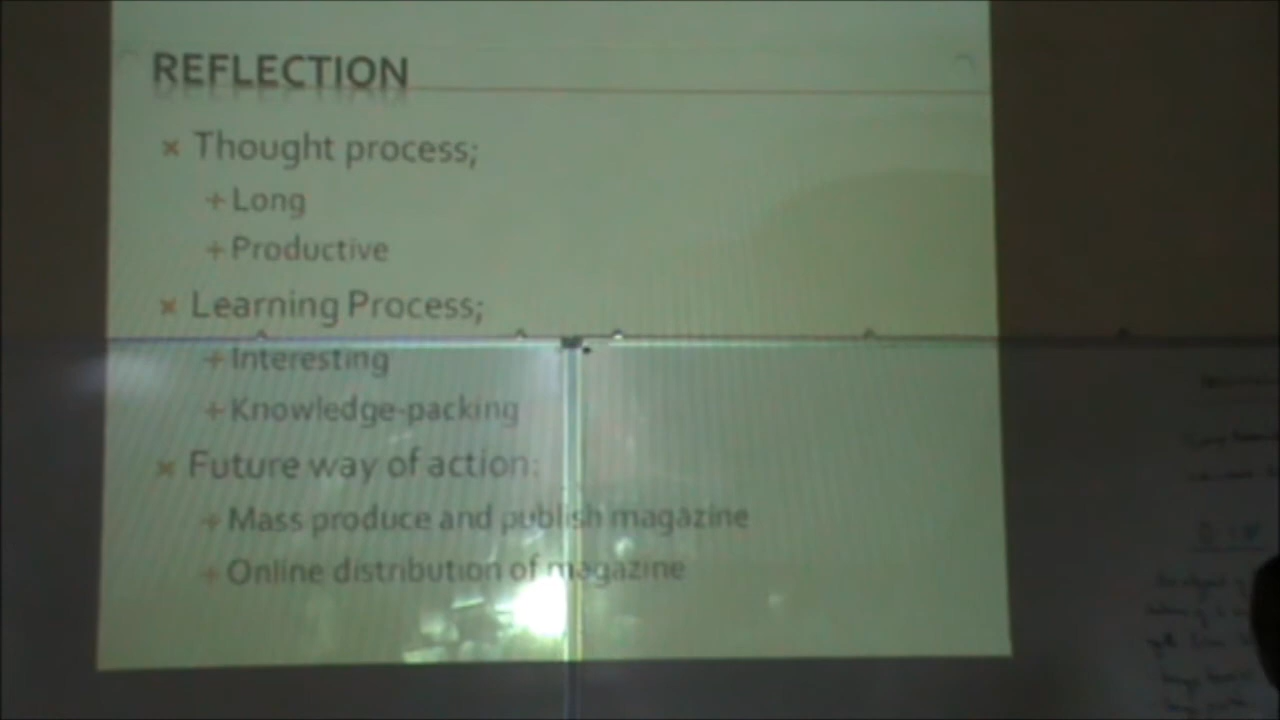 REFLECTION
× Thought process;
+ Long
+ Productive
× Learning Process;
+ Interesting
+ Knowledge-packing
× Future way of action:
+ Mass produce and publish magazine
+ Online distribution of magazine